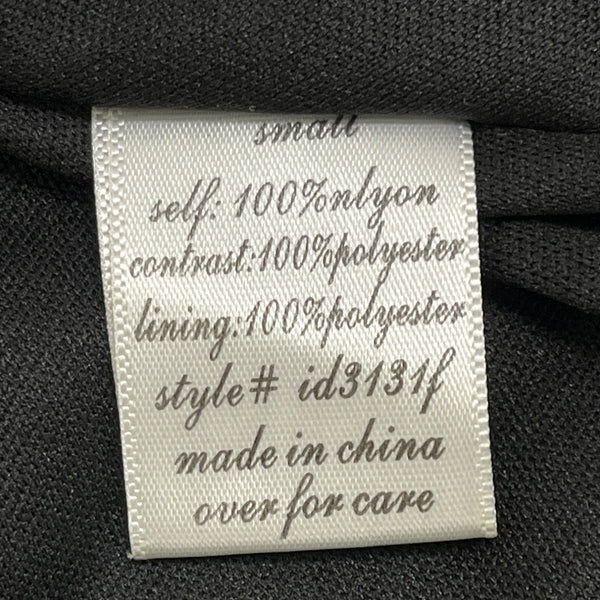 small
self: 100%nlyon
contrast:100%polyester
lining:100%polyester
style# id3131f
made in china
over for care